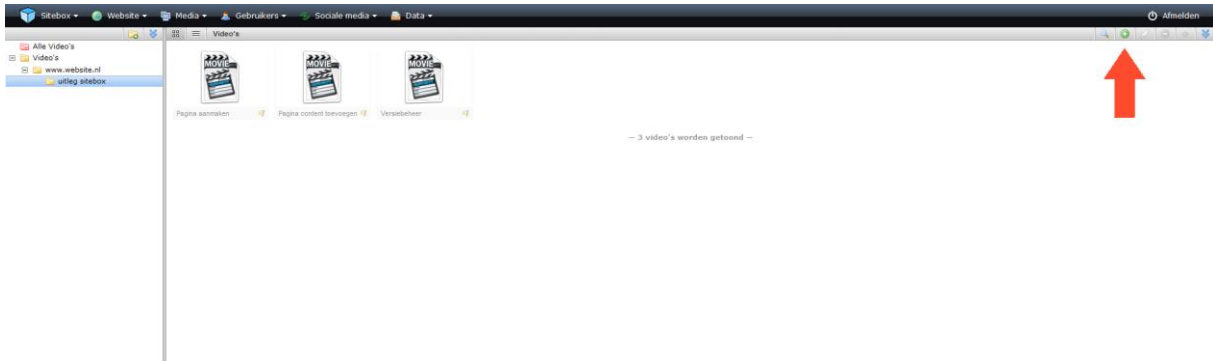 Sitebox Website Media Gebruikers Sociale media Data Afmelden
Video's
Alle Video's
Video's
www.website.nl
uitleg sitebox
MOVIE MOVIE MOVIE
Pagina aanmaken Pagina content toevoegen Versiebeheer
— 3 video's worden getoond —